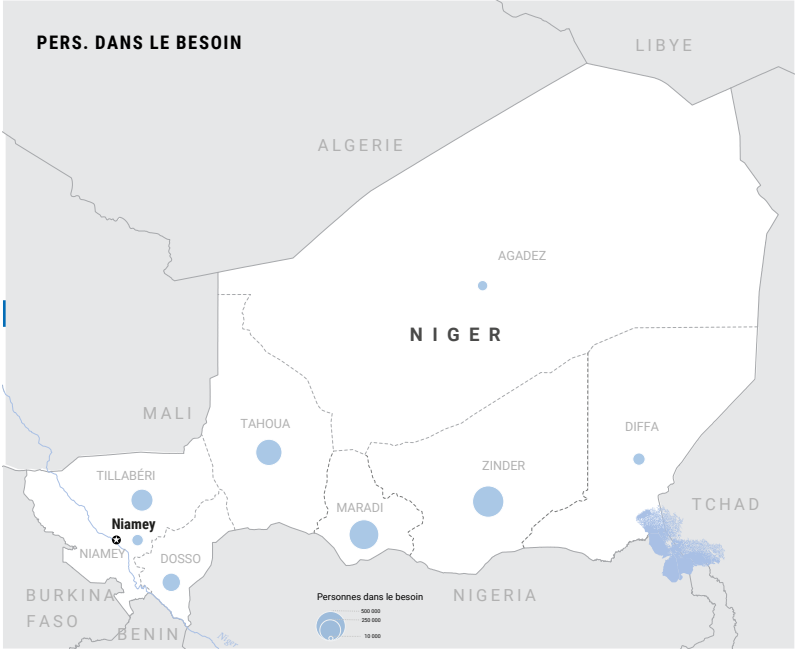 PERS. DANS LE BESOIN
LIBYE
ALGERIE
AGADEZ
NIGER
MALI
TAHOUA
DIFFA
ZINDER
TILLABÉRI
TCHAD
MARADI
Niamey
NIAMEY
DOSSO
BURKINA
FASO
NIGERIA
Personnes dans le besoin
500 000
250 000
10 000
BENIN
Niger